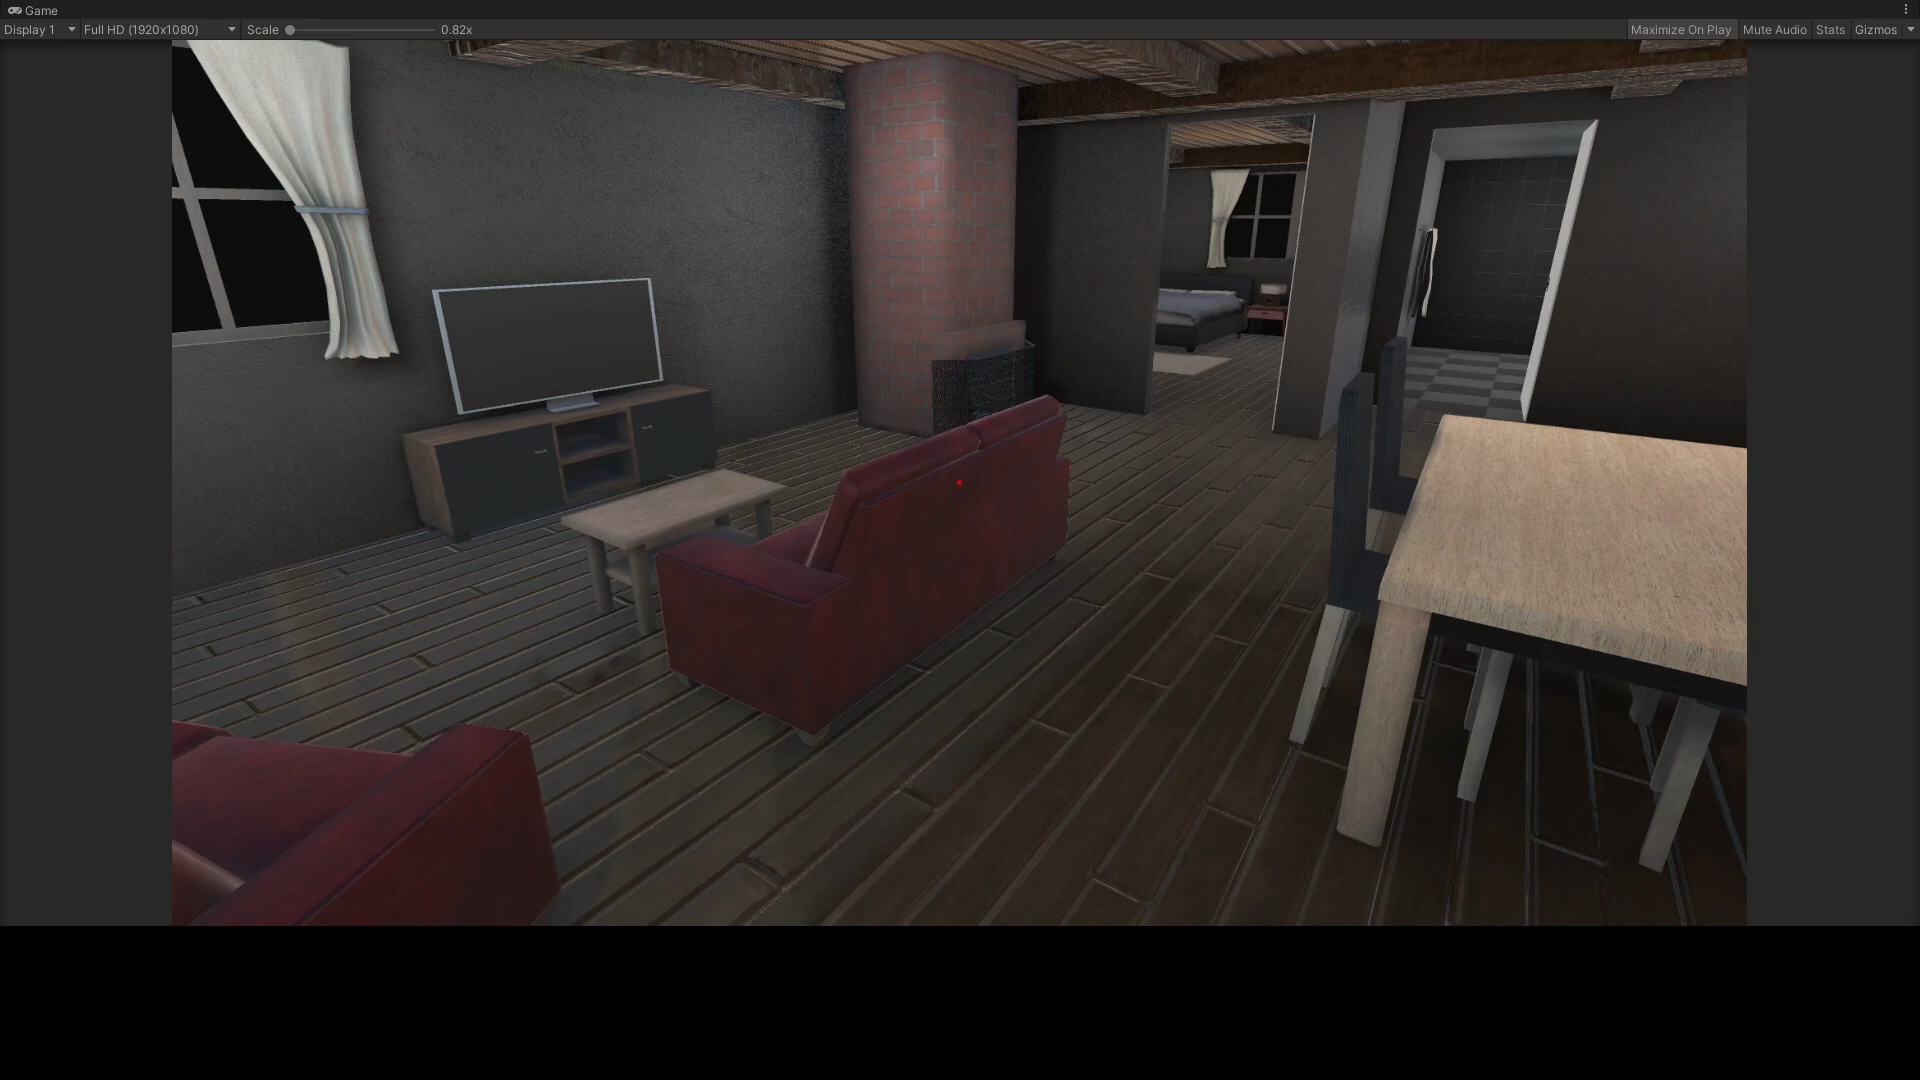 Game
Display 1 Full HD (1920x1080) Scale 0.82x Maximize On Play Mute Audio Stats Gizmos